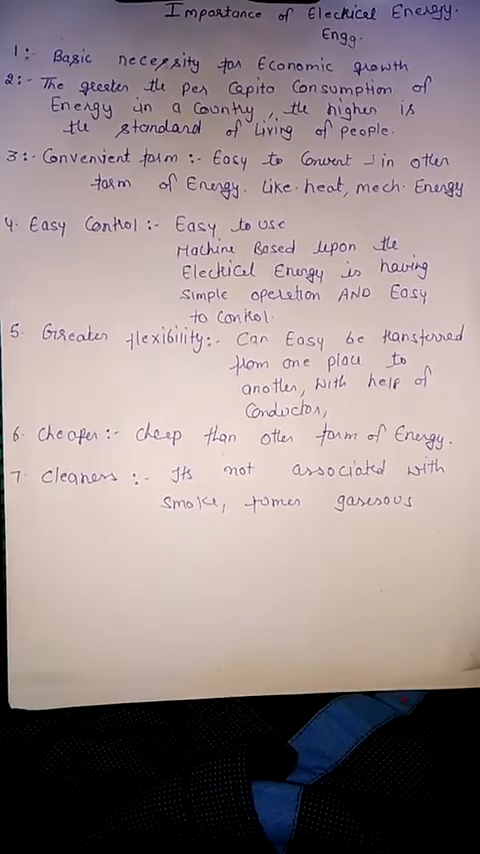 Importance of Electrical Energy.
Engg.
1:- Basic necessity for Economic growth
2:- The greater the per Capito Consumption of
Energy in a Country, the higher is
the standard of Living of people.
3:- Convenient form :- Easy to Convert in other
form of Energy. Like heat, mech. Energy
4. Easy Control :- Easy to use
Machine Based upon the
Electrical Energy is having
Simple operation AND Easy
to Control.
5. Greater flexibility:- Can Easy be transferred
from one place to
another, with help of
Conductor,
6. Cheaper :- Cheep than other form of Energy.
7. Cleaners :- Its not associated with
Smoke, fumes gaserous